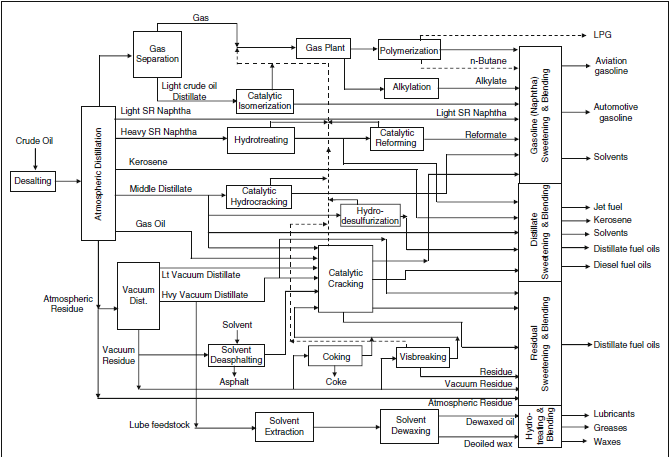 Gas
LPG
Gas
Separation
Gas Plant
Polymerization
n-Butane
Aviation
gasoline
Light crude oil
Distillate
Catalytic
Isomerization
Alkylation
Alkylate
Gasoline (Naphtha)
Sweetening & Blending
Light SR Naphtha
Light SR Naphtha
Automotive
gasoline
Crude Oil
Heavy SR Naphtha
Hydrotreating
Catalytic
Reforming
Reformate
Desalting
Atmospheric Distillation
Kerosene
Solvents
Middle Distillate
Catalytic
Hydrocracking
Hydro-
desulfurization
Distillate
Sweetening & Blending
Jet fuel
Kerosene
Solvents
Distillate fuel oils
Diesel fuel oils
Gas Oil
Catalytic
Cracking
Vacuum
Dist.
Lt Vacuum Distillate
Hvy Vacuum Distillate
Atmospheric
Residue
Residual
Sweetening & Blending
Distillate fuel oils
Solvent
Vacuum
Residue
Solvent
Deasphalting
Coking
Visbreaking
Asphalt
Coke
Residue
Vacuum Residue
Atmospheric Residue
Lube feedstock
Solvent
Extraction
Solvent
Dewaxing
Dewaxed oil
Deoiled wax
Hydro-
treating &
Blending
Lubricants
Greases
Waxes